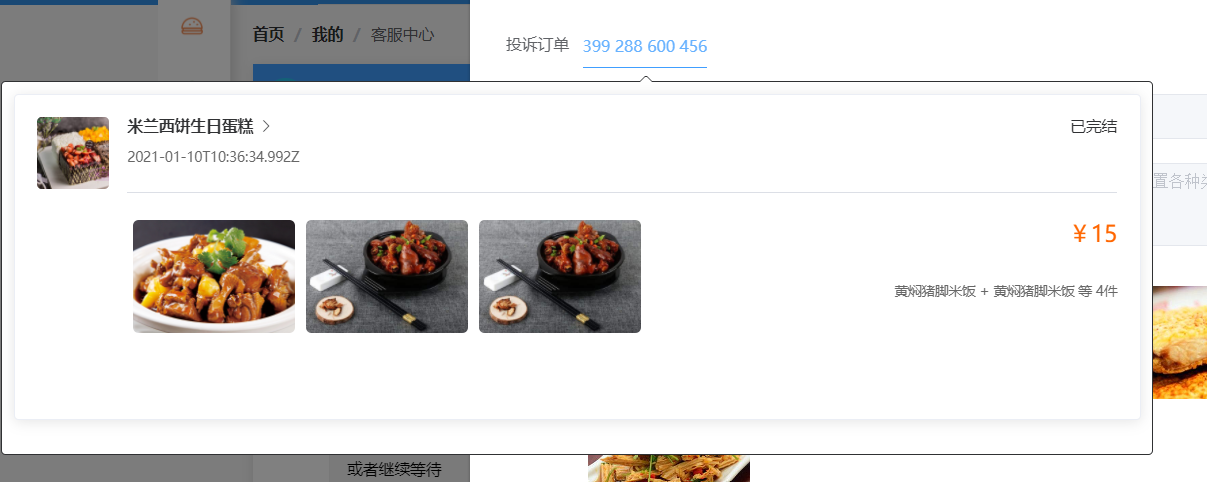 首页 / 我的 / 客服中心
投诉订单 399 288 600 456
米兰西饼生日蛋糕 >
已完结
2021-01-10T10:36:34.992Z
置各种
￥15
黄焖猪脚米饭 + 黄焖猪脚米饭 等 4件
或者继续等待